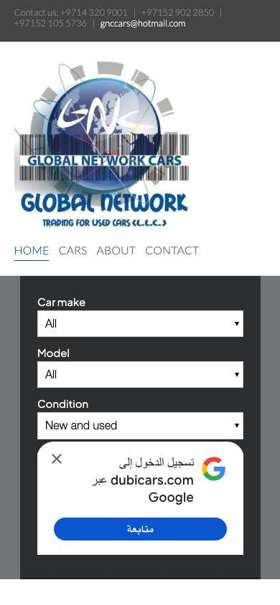 Contact us: +9714 320 9001 | +97152 902 2850 |
+97152 105 5736 | gnccars@hotmail.com
GNC
GLOBAL NETWORK CARS
GLOBAL NETWORK
TRADING FOR USED CARS (L.L.C.)
HOME CARS ABOUT CONTACT
Car make
All
Model
All
Condition
New and used
تسجيل الدخول إلى
dubicars.com عبر
Google
متابعة